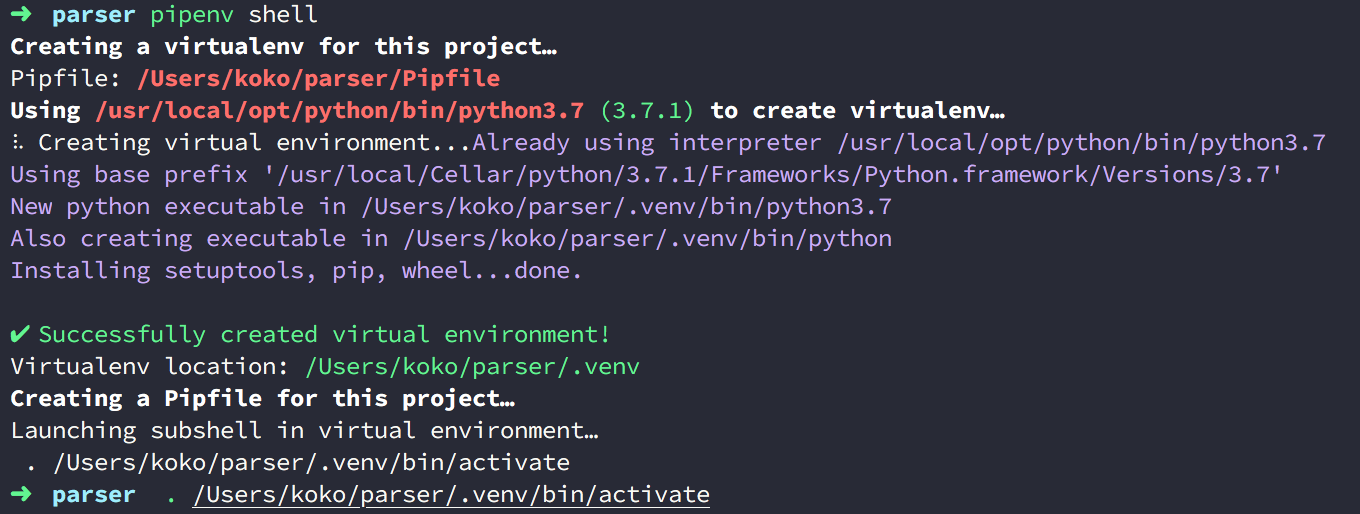 ➜ parser pipenv shell
Creating a virtualenv for this project…
Pipfile: /Users/koko/parser/Pipfile
Using /usr/local/opt/python/bin/python3.7 (3.7.1) to create virtualenv…
⠧ Creating virtual environment...Already using interpreter /usr/local/opt/python/bin/python3.7
Using base prefix '/usr/local/Cellar/python/3.7.1/Frameworks/Python.framework/Versions/3.7'
New python executable in /Users/koko/parser/.venv/bin/python3.7
Also creating executable in /Users/koko/parser/.venv/bin/python
Installing setuptools, pip, wheel...done.

✔ Successfully created virtual environment!
Virtualenv location: /Users/koko/parser/.venv
Creating a Pipfile for this project…
Launching subshell in virtual environment…
 . /Users/koko/parser/.venv/bin/activate
➜ parser . /Users/koko/parser/.venv/bin/activate